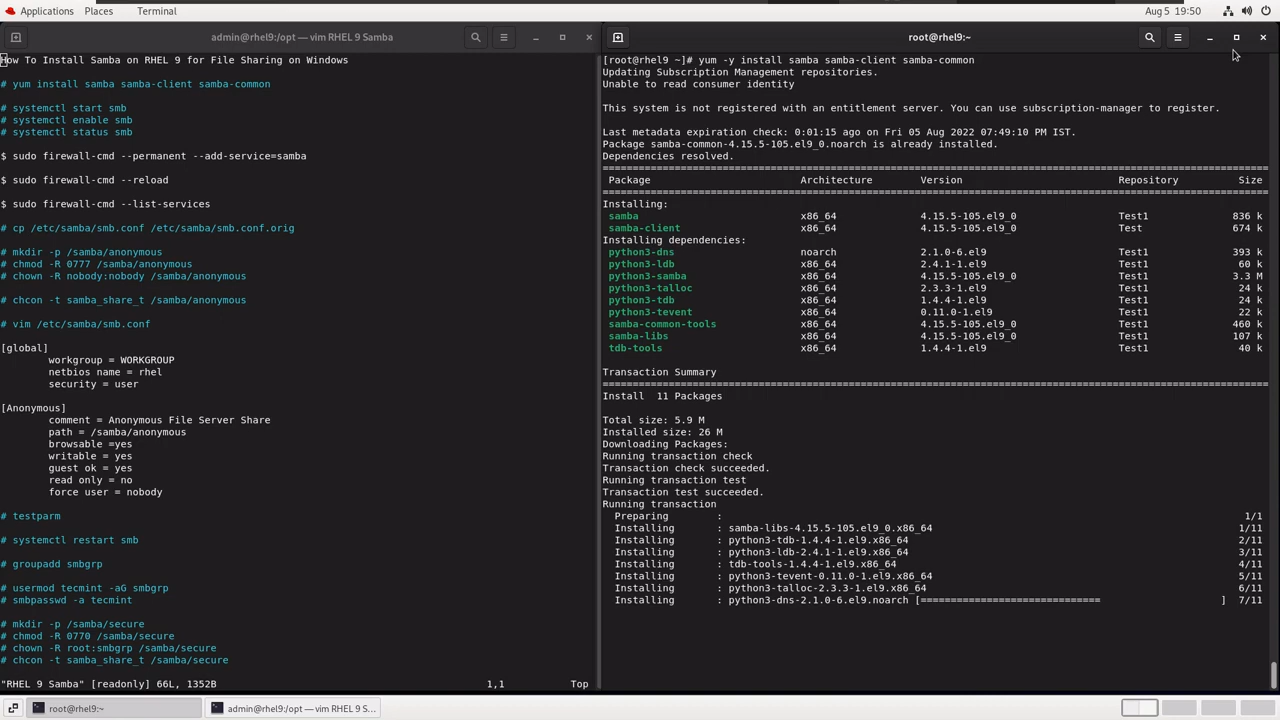 Applications Places Terminal Aug 5 19:50
admin@rhel9:/opt — vim RHEL 9 Samba
How To Install Samba on RHEL 9 for File Sharing on Windows
# yum install samba samba-client samba-common
# systemctl start smb
# systemctl enable smb
# systemctl status smb
$ sudo firewall-cmd --permanent --add-service=samba
$ sudo firewall-cmd --reload
$ sudo firewall-cmd --list-services
# cp /etc/samba/smb.conf /etc/samba/smb.conf.orig
# mkdir -p /samba/anonymous
# chmod -R 0777 /samba/anonymous
# chown -R nobody:nobody /samba/anonymous
# chcon -t samba_share_t /samba/anonymous
# vim /etc/samba/smb.conf
[global]
workgroup = WORKGROUP
netbios name = rhel
security = user
[Anonymous]
comment = Anonymous File Server Share
path = /samba/anonymous
browsable =yes
writable = yes
guest ok = yes
read only = no
force user = nobody
# testparm
# systemctl restart smb
# groupadd smbgrp
# usermod tecmint -aG smbgrp
# smbpasswd -a tecmint
# mkdir -p /samba/secure
# chmod -R 0770 /samba/secure
# chown -R root:smbgrp /samba/secure
# chcon -t samba_share_t /samba/secure
"RHEL 9 Samba" [readonly] 66L, 1352B 1,1 Top
root@rhel9:~
[root@rhel9 ~]# yum -y install samba samba-client samba-common
Updating Subscription Management repositories.
Unable to read consumer identity
This system is not registered with an entitlement server. You can use subscription-manager to register.
Last metadata expiration check: 0:01:15 ago on Fri 05 Aug 2022 07:49:10 PM IST.
Package samba-common-4.15.5-105.el9_0.noarch is already installed.
Dependencies resolved.
================================================================================
Package Architecture Version Repository Size
================================================================================
Installing:
samba x86_64 4.15.5-105.el9_0 Test1 836 k
samba-client x86_64 4.15.5-105.el9_0 Test 674 k
Installing dependencies:
python3-dns noarch 2.1.0-6.el9 Test1 393 k
python3-ldb x86_64 2.4.1-1.el9 Test1 60 k
python3-samba x86_64 4.15.5-105.el9_0 Test1 3.3 M
python3-talloc x86_64 2.3.3-1.el9 Test1 24 k
python3-tdb x86_64 1.4.4-1.el9 Test1 24 k
python3-tevent x86_64 0.11.0-1.el9 Test1 22 k
samba-common-tools x86_64 4.15.5-105.el9_0 Test1 460 k
samba-libs x86_64 4.15.5-105.el9_0 Test1 107 k
tdb-tools x86_64 1.4.4-1.el9 Test1 40 k
Transaction Summary
================================================================================
Install 11 Packages
Total size: 5.9 M
Installed size: 26 M
Downloading Packages:
Running transaction check
Transaction check succeeded.
Running transaction test
Transaction test succeeded.
Running transaction
Preparing : 1/1
Installing : samba-libs-4.15.5-105.el9_0.x86_64 1/11
Installing : python3-tdb-1.4.4-1.el9.x86_64 2/11
Installing : python3-ldb-2.4.1-1.el9.x86_64 3/11
Installing : tdb-tools-1.4.4-1.el9.x86_64 4/11
Installing : python3-tevent-0.11.0-1.el9.x86_64 5/11
Installing : python3-talloc-2.3.3-1.el9.x86_64 6/11
Installing : python3-dns-2.1.0-6.el9.noarch [============================== ] 7/11
root@rhel9:~ admin@rhel9:/opt — vim RHEL 9 S...